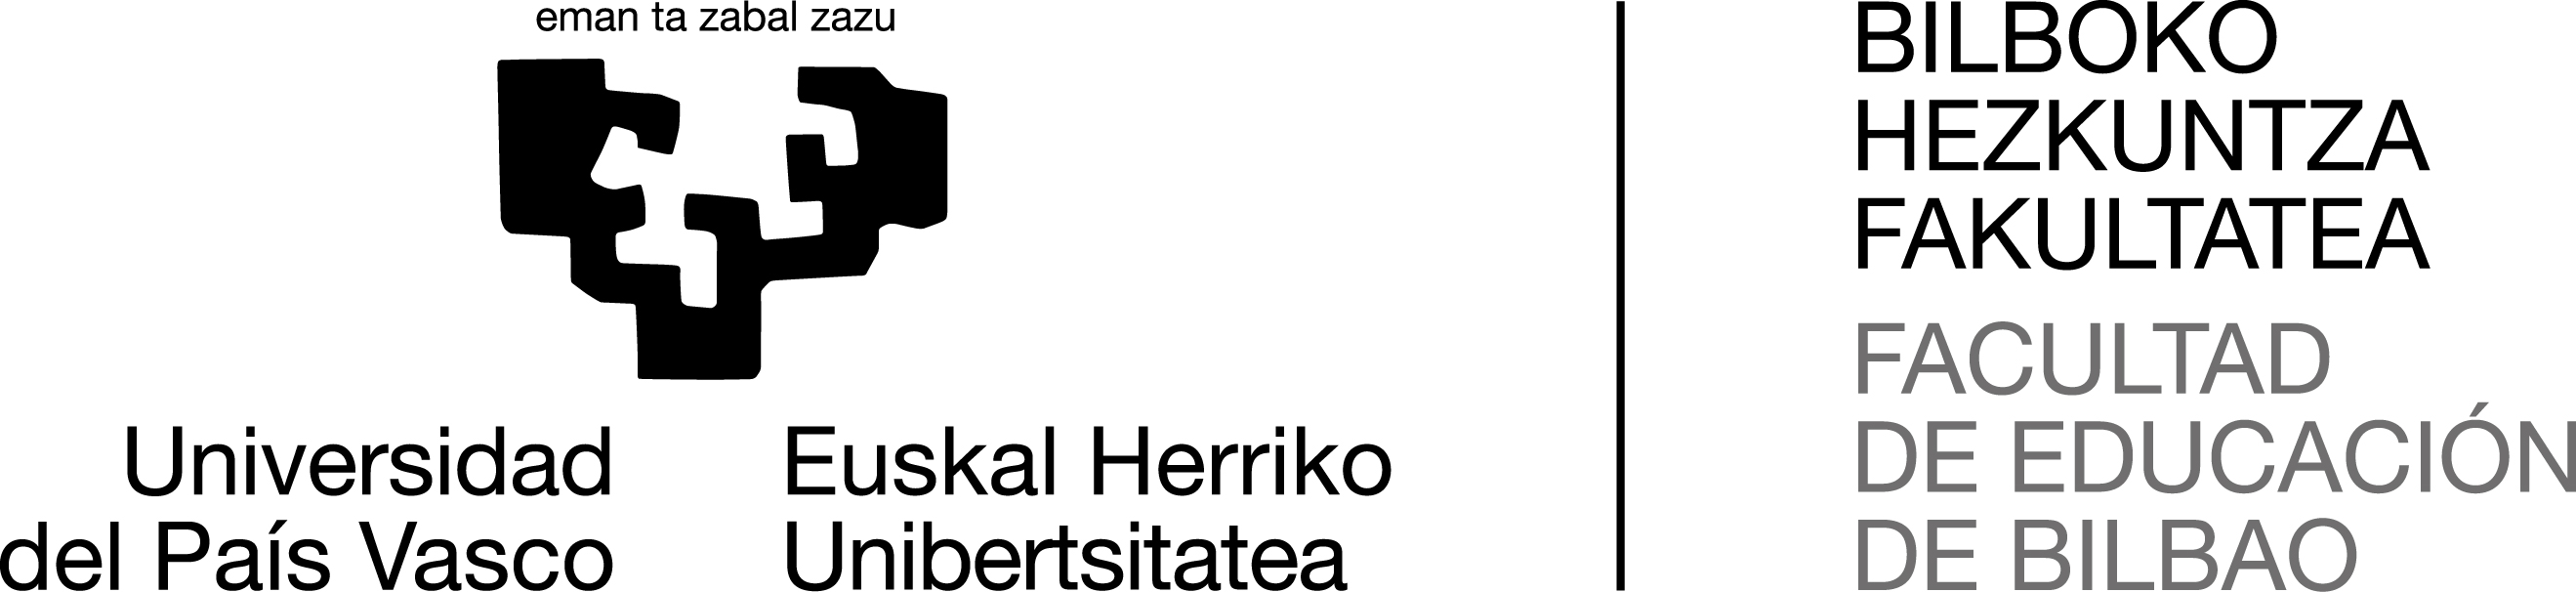 eman ta zabal zazu
Universidad
del País Vasco
Euskal Herriko
Unibertsitatea
BILBOKO
HEZKUNTZA
FAKULTATEA
FACULTAD
DE EDUCACIÓN
DE BILBAO